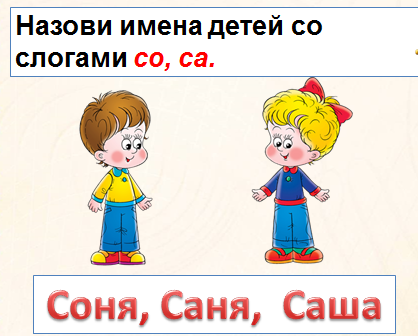 Назови имена детей со
слогами со, са.
Соня, Саня, Саша